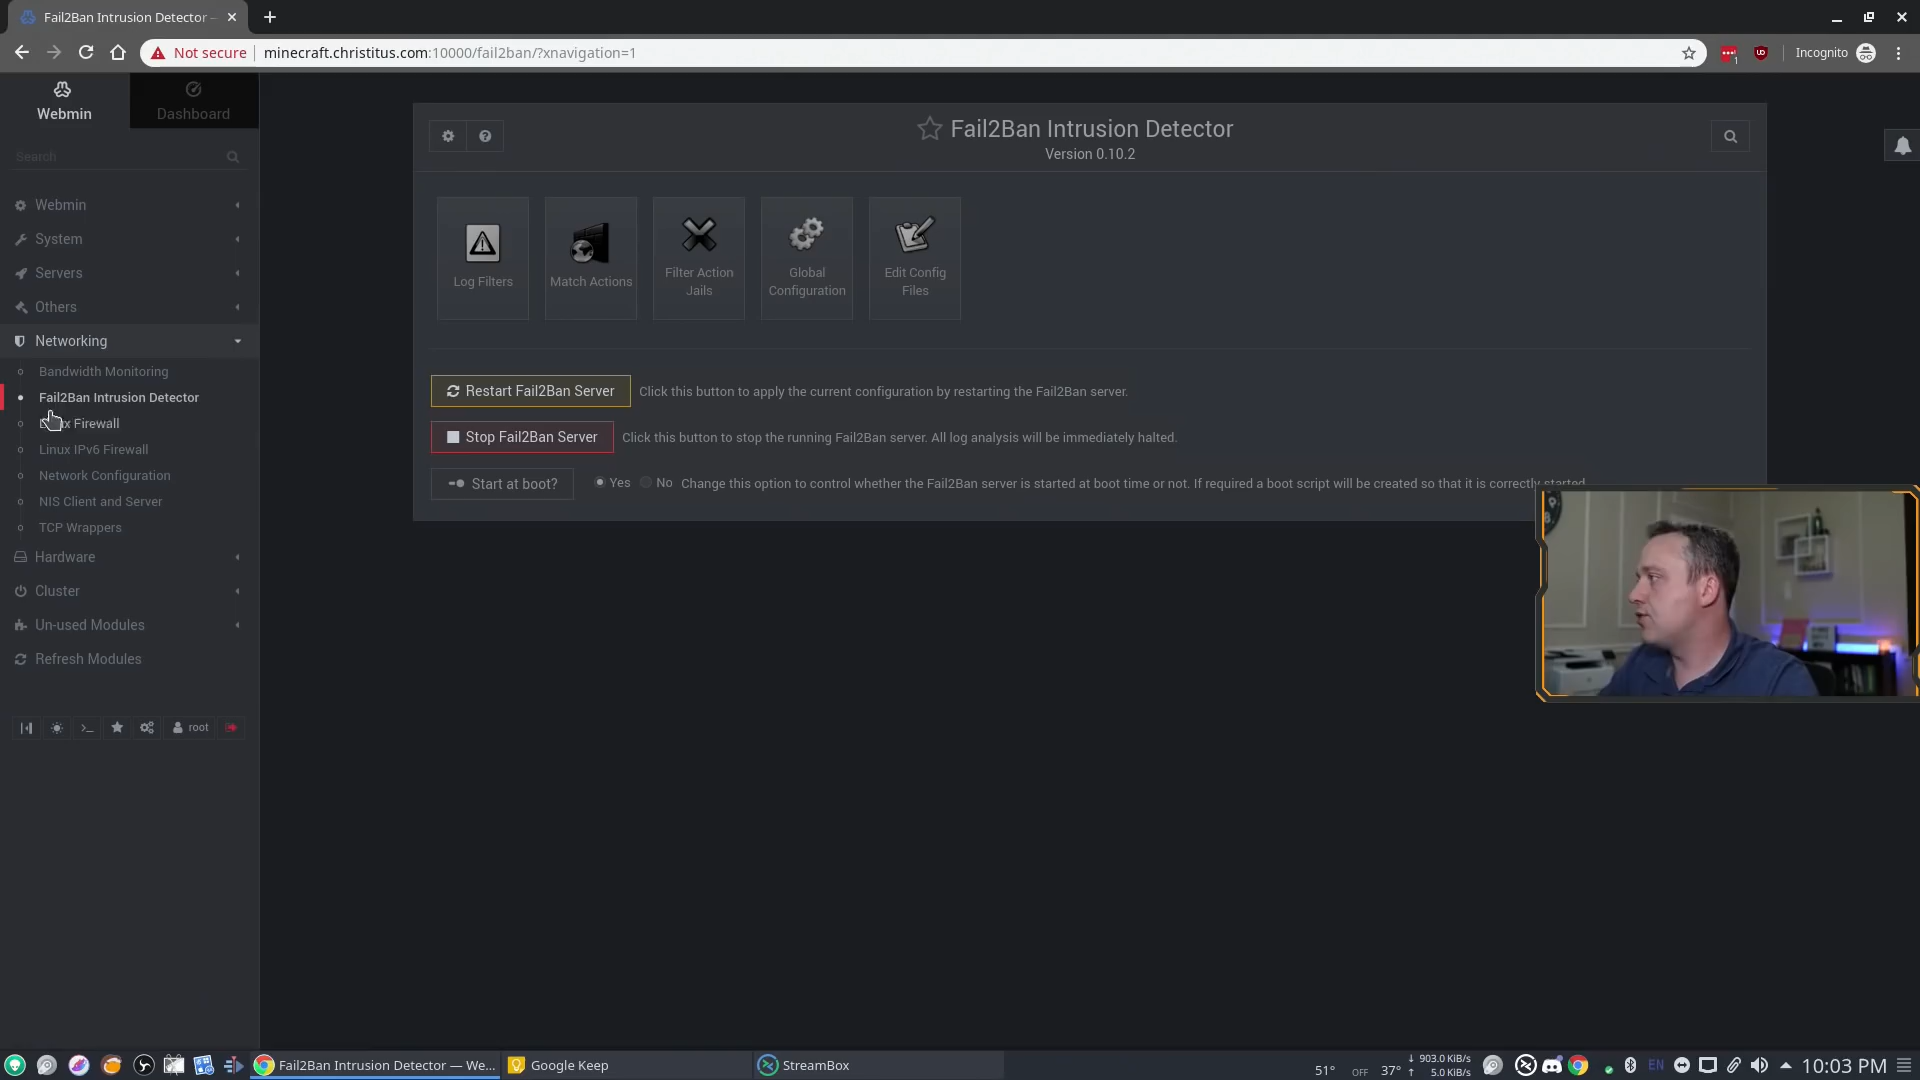 Fail2Ban Intrusion Detector —
Not secure
minecraft.christitus.com:10000/fail2ban/?xnavigation=1
1
Incognito
Webmin
Dashboard
Search
Webmin
System
Servers
Others
Networking
Bandwidth Monitoring
Fail2Ban Intrusion Detector
Firewall
Linux IPv6 Firewall
Network Configuration
NIS Client and Server
TCP Wrappers
Hardware
Cluster
Un-used Modules
Refresh Modules
root
Fail2Ban Intrusion Detector
Version 0.10.2
Log Filters
Match Actions
Filter Action
Jails
Global
Configuration
Edit Config
Files
Restart Fail2Ban Server
Click this button to apply the current configuration by restarting the Fail2Ban server.
Stop Fail2Ban Server
Click this button to stop the running Fail2Ban server. All log analysis will be immediately halted.
Start at boot?
Yes
No
Change this option to control whether the Fail2Ban server is started at boot time or not. If required a boot script will be created so that it is correctly started.
Fail2Ban Intrusion Detector — We...
Google Keep
StreamBox
51°
OFF
37°
↓ 903.0 KiB/s
↑ 5.0 KiB/s
EN
10:03 PM